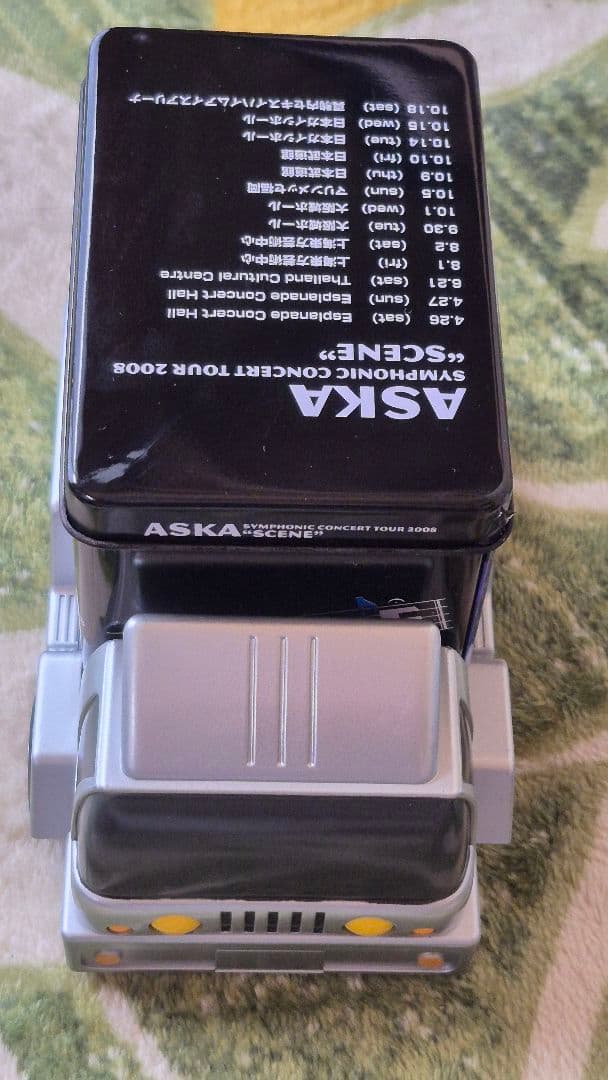 ASKA
SYMPHONIC CONCERT TOUR 2008
“SCENE”
4.26 (sat) Esplanade Concert Hall
4.27 (sun) Esplanade Concert Hall
6.21 (sat) Thailand Cultural Centre
8.1 (fri) 上海東方芸術中心
8.2 (sat) 上海東方芸術中心
9.30 (tue) 大阪城ホール
10.1 (wed) 大阪城ホール
10.5 (sun) マリンメッセ福岡
10.9 (thu) 日本武道館
10.10 (fri) 日本武道館
10.14 (tue) 日本ガイシホール
10.15 (wed) 日本ガイシホール
10.18 (sat) 真駒内セキスイハイムアイスアリーナ
ASKA SYMPHONIC CONCERT TOUR 2008
“SCENE”